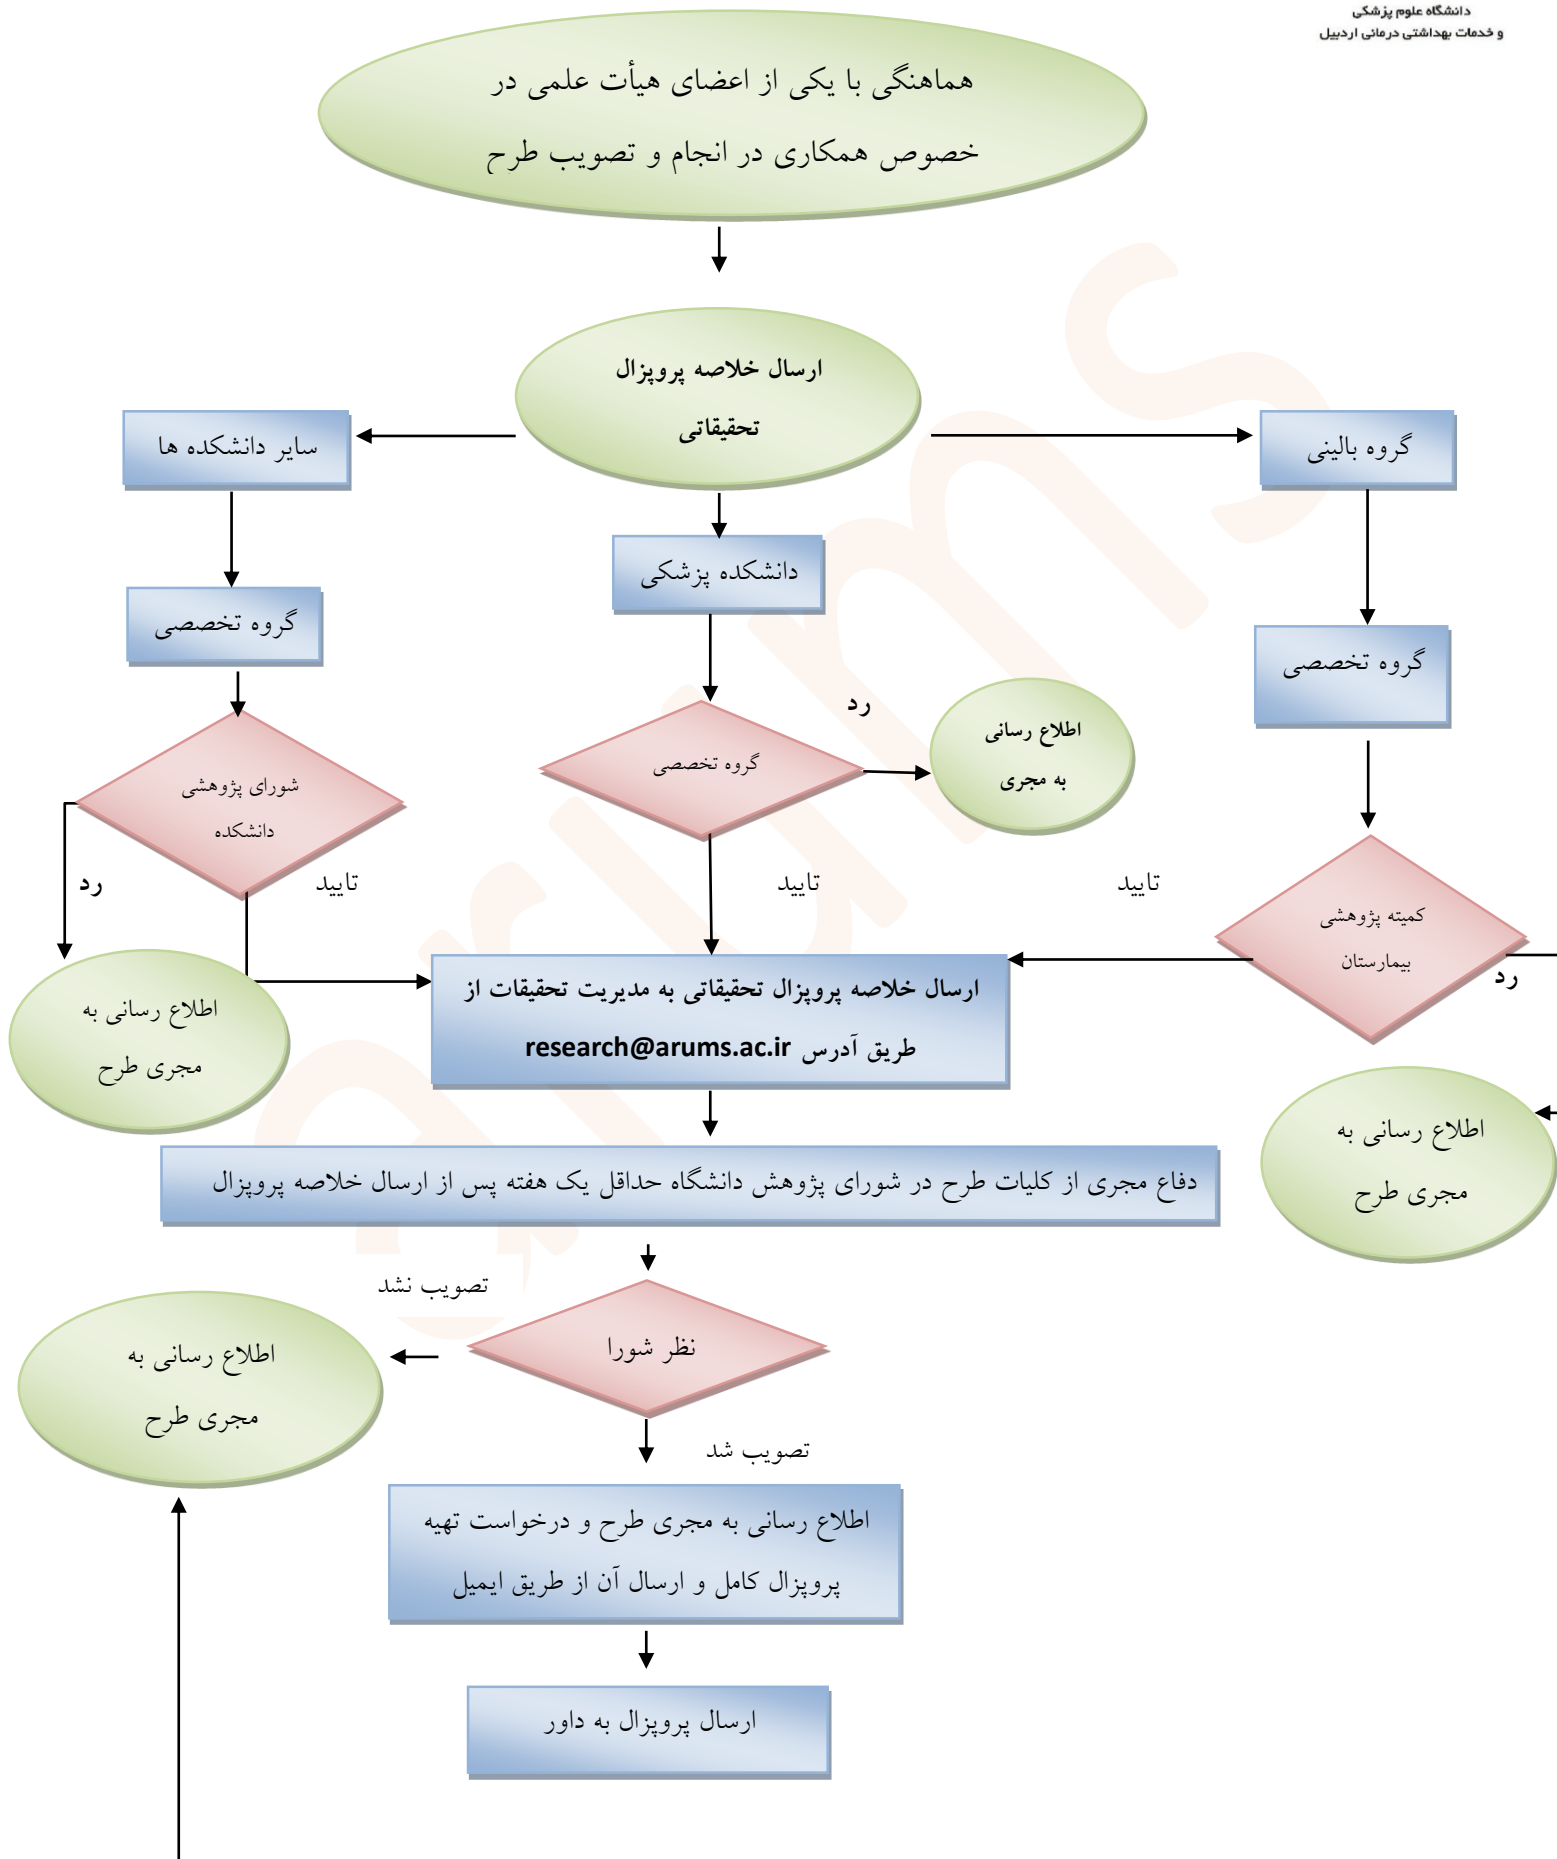 دانشگاه علوم پزشکی
و خدمات بهداشتی درمانی اردبیل
هماهنگی با یکی از اعضای هیأت علمی در
خصوص همکاری در انجام و تصویب طرح
ارسال خلاصه پروپزال
تحقیقاتی
گروه بالینی
سایر دانشکده ها
دانشکده پزشکی
گروه تخصصی
گروه تخصصی
رد
اطلاع رسانی
به مجری
گروه تخصصی
شورای پژوهشی
دانشکده
تایید
تایید
تایید
رد
کمیته پژوهشی
بیمارستان
رد
ارسال خلاصه پروپزال تحقیقاتی به مدیریت تحقیقات از
طریق آدرس research@arums.ac.ir
اطلاع رسانی به
مجری طرح
اطلاع رسانی به
مجری طرح
دفاع مجری از کلیات طرح در شورای پژوهش دانشگاه حداقل یک هفته پس از ارسال خلاصه پروپزال
تصویب نشد
نظر شورا
اطلاع رسانی به
مجری طرح
تصویب شد
اطلاع رسانی به مجری طرح و درخواست تهیه
پروپزال کامل و ارسال آن از طریق ایمیل
ارسال پروپزال به داور
arums